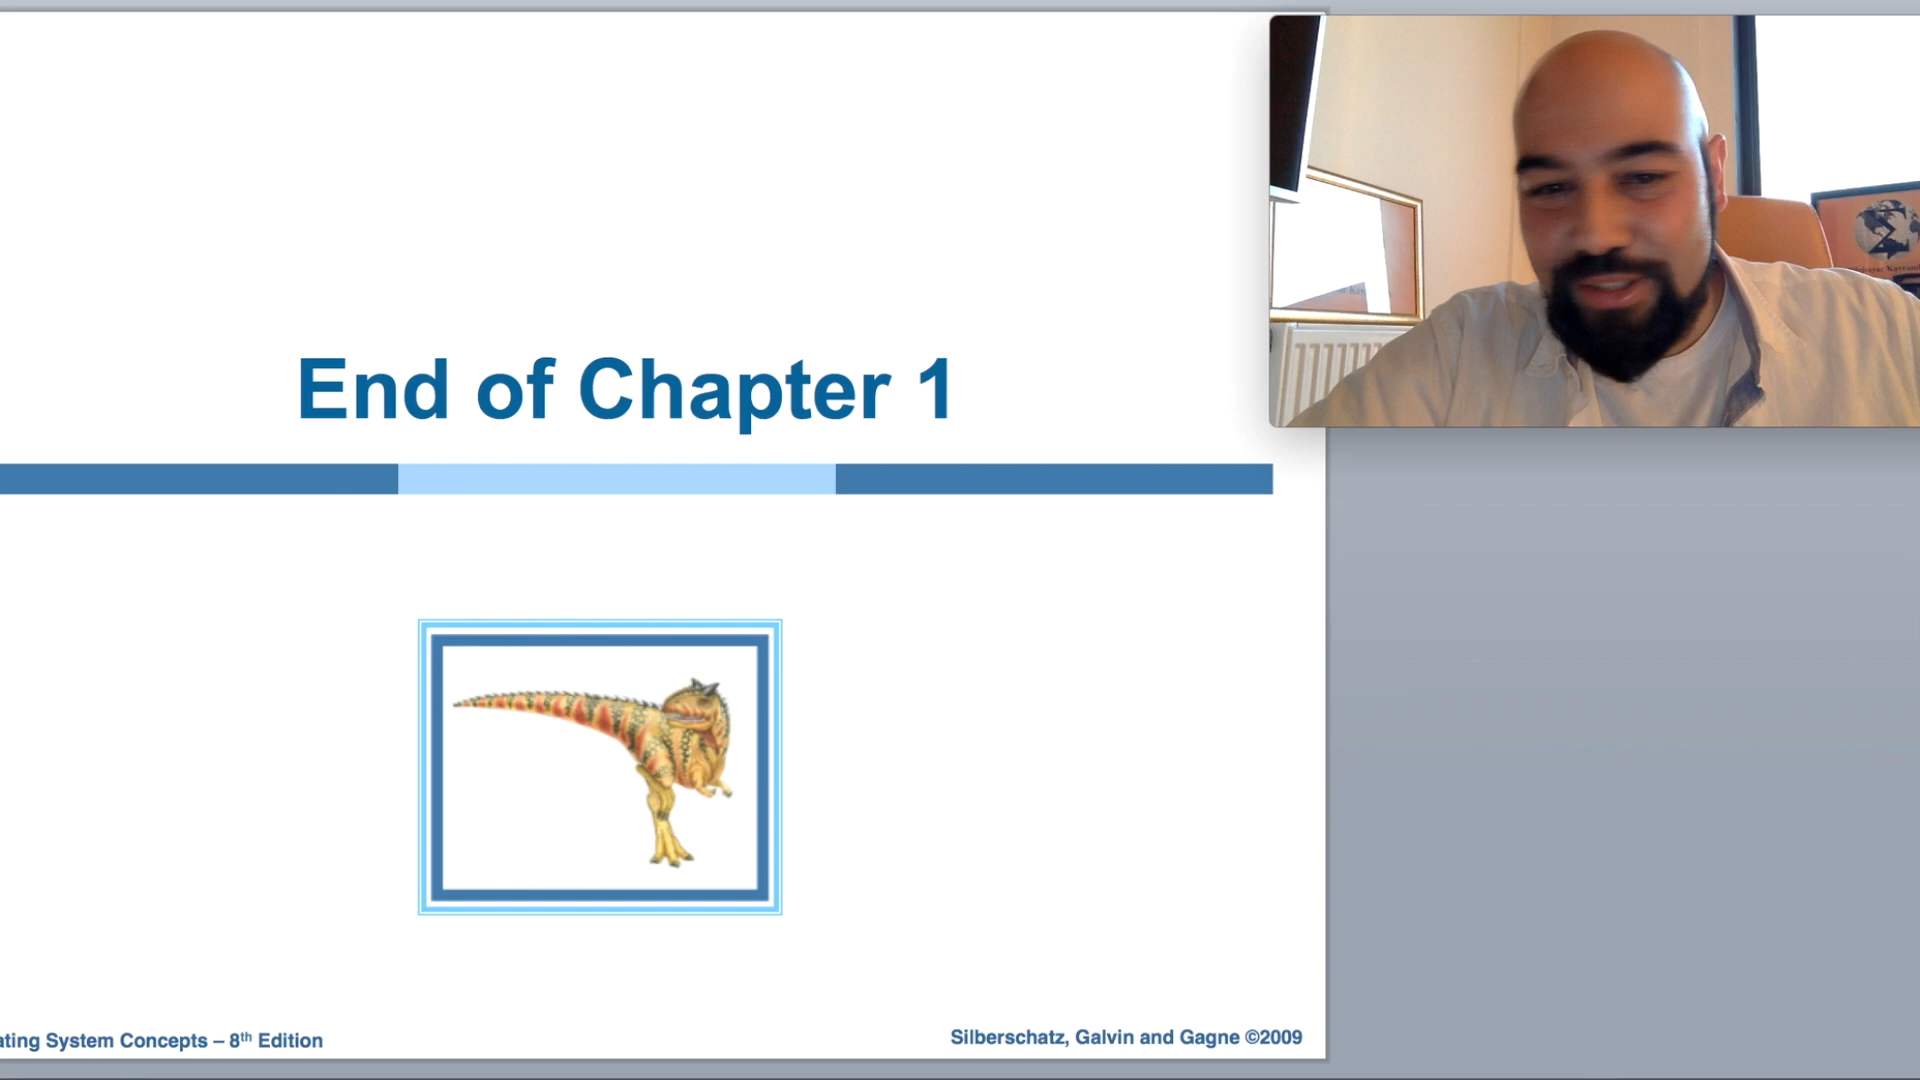 End of Chapter 1
ating System Concepts – 8th Edition
Silberschatz, Galvin and Gagne ©2009